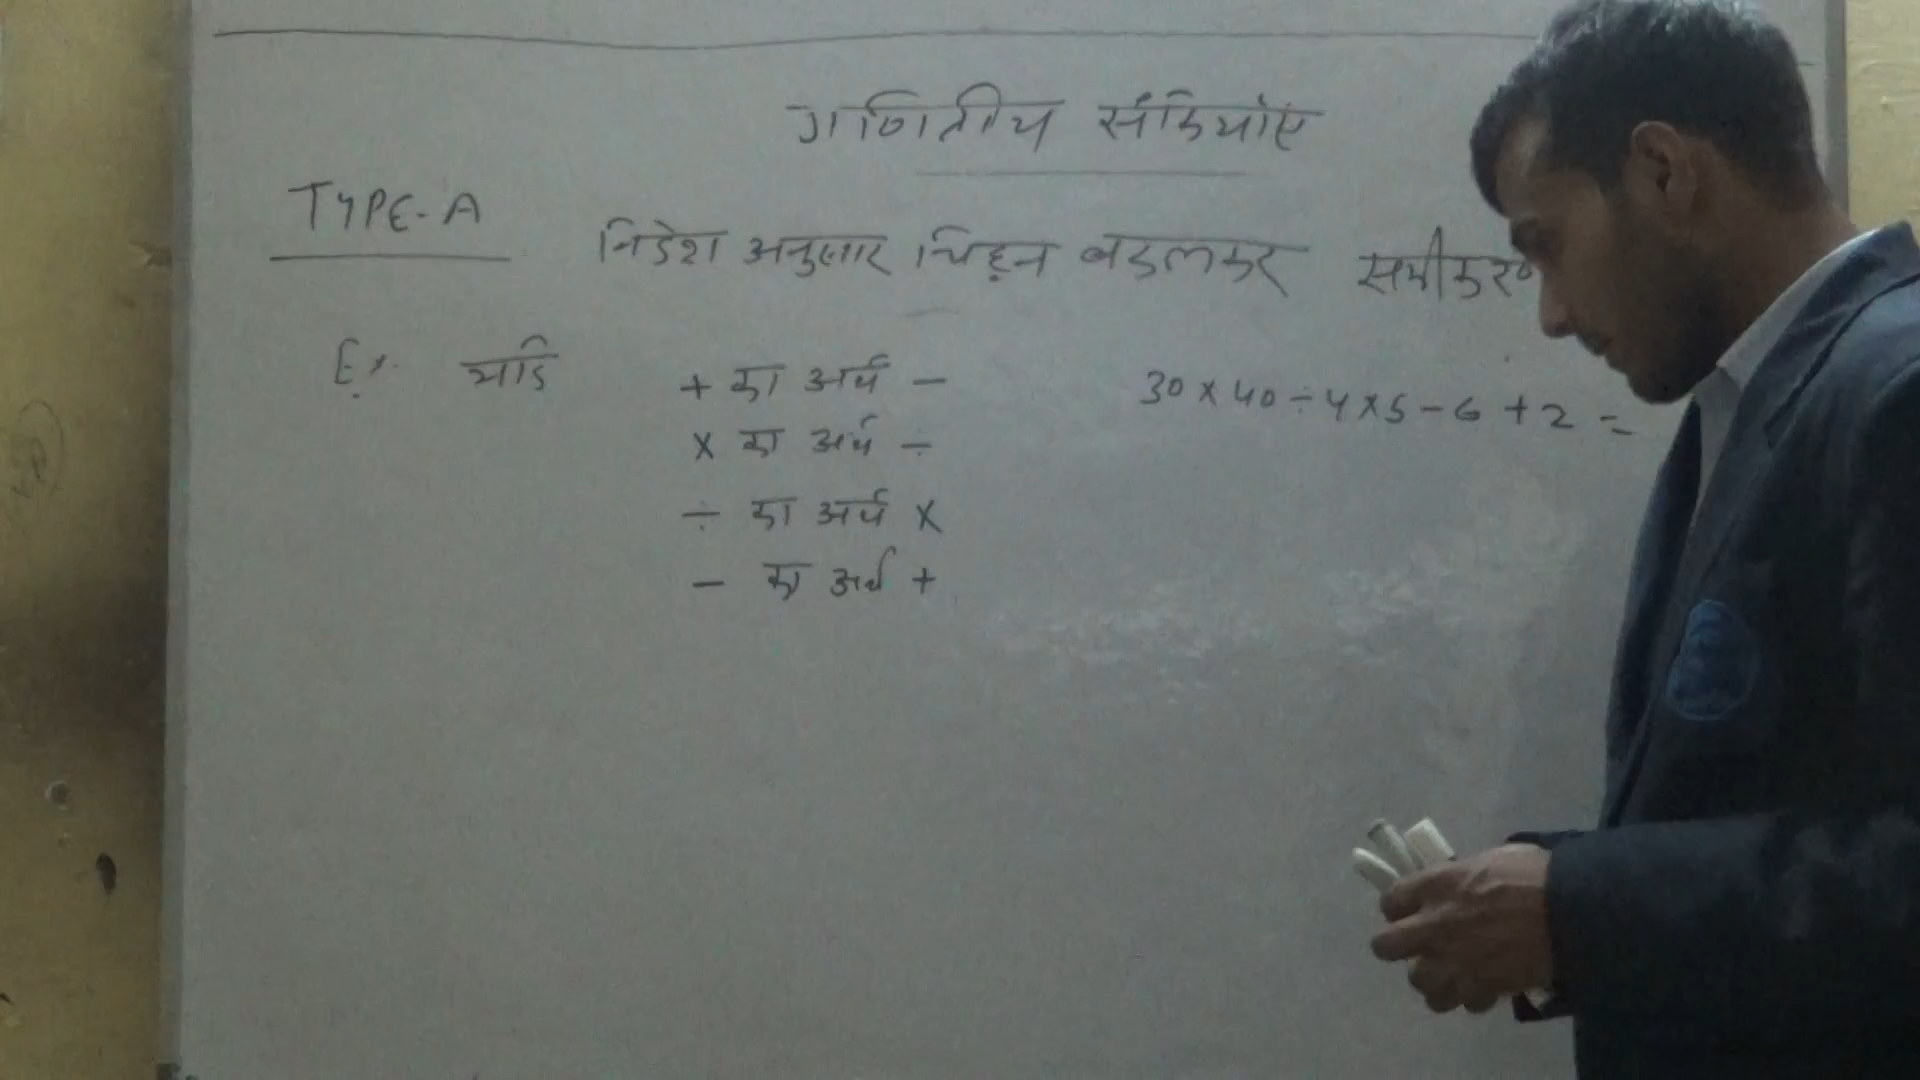 गणितीय संक्रियाएं
TYPE-A
निर्देश अनुसार चिह्न बदलकर समीकरण
Ex. यदि + का अर्थ - 30 x 40 ÷ 4 x 5 - 6 + 2 =
x का अर्थ ÷
÷ का अर्थ x
- का अर्थ +